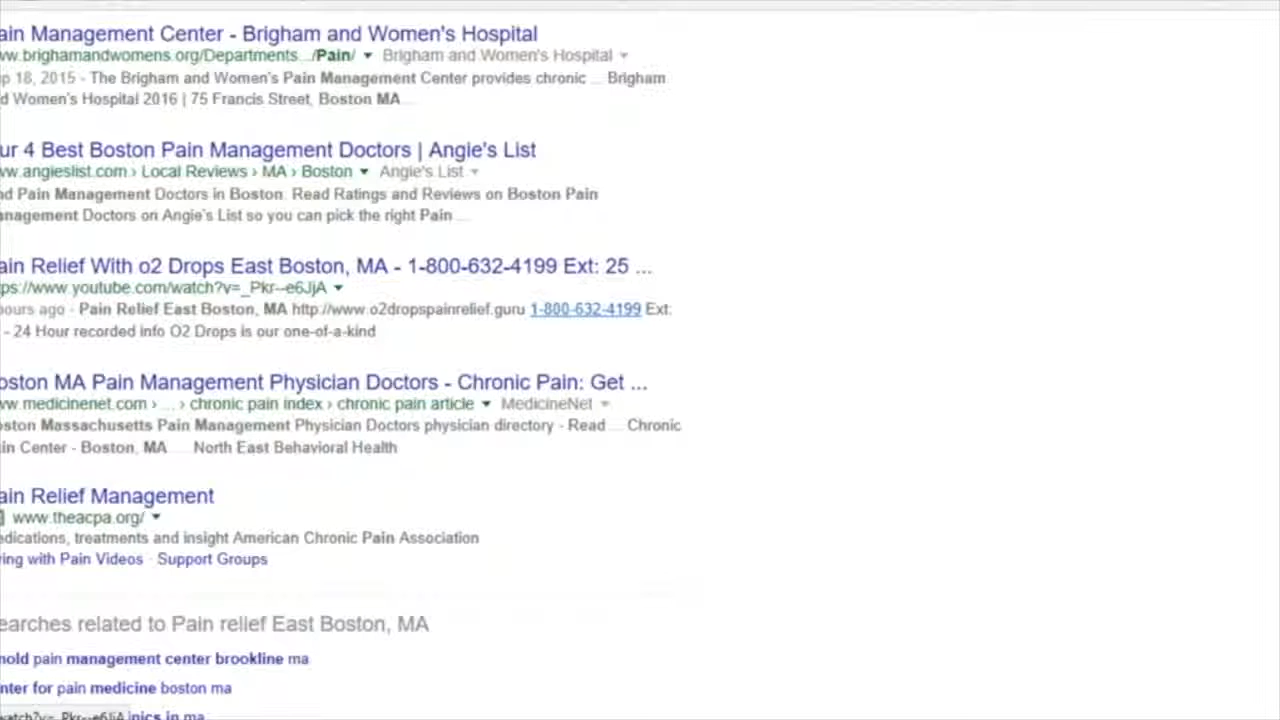 ain Management Center - Brigham and Women's Hospital
ww.brighamandwomens.org/Departments.../Pain/ ▾ Brigham and Women's Hospital ▾
p 18, 2015 - The Brigham and Women's Pain Management Center provides chronic ... Brigham
d Women's Hospital 2016 | 75 Francis Street, Boston MA
ur 4 Best Boston Pain Management Doctors | Angie's List
ww.angieslist.com › Local Reviews › MA › Boston ▾ Angie's List ▾
nd Pain Management Doctors in Boston. Read Ratings and Reviews on Boston Pain
anagement Doctors on Angie's List so you can pick the right Pain ...
ain Relief With o2 Drops East Boston, MA - 1-800-632-4199 Ext: 25 ...
ps://www.youtube.com/watch?v=_Pkr--e6JjA ▾
hours ago - Pain Relief East Boston, MA http://www.o2dropspainrelief.guru 1-800-632-4199 Ext:
- 24 Hour recorded info O2 Drops is our one-of-a-kind
oston MA Pain Management Physician Doctors - Chronic Pain: Get ...
ww.medicinenet.com › ... › chronic pain index › chronic pain article ▾ MedicineNet ▾
oston Massachusetts Pain Management Physician Doctors physician directory - Read ... Chronic
in Center - Boston, MA ... North East Behavioral Health
ain Relief Management
www.theacpa.org/ ▾
edications, treatments and insight American Chronic Pain Association
ing with Pain Videos · Support Groups
earches related to Pain relief East Boston, MA
nold pain management center brookline ma
nter for pain medicine boston ma
watch?v=_Pkr--e6JjA inics in ma